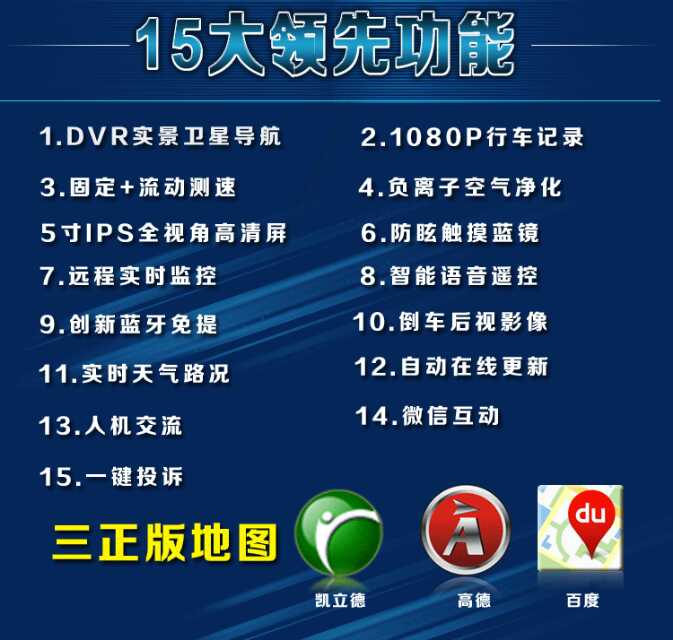 15大领先功能
1.DVR实景卫星导航
2.1080P行车记录
3.固定+流动测速
4.负离子空气净化
5寸IPS全视角高清屏
6.防眩触摸蓝镜
7.远程实时监控
8.智能语音遥控
9.创新蓝牙免提
10.倒车后视影像
11.实时天气路况
12.自动在线更新
13.人机交流
14.微信互动
15.一键投诉
三正版地图
du
凯立德
高德
百度